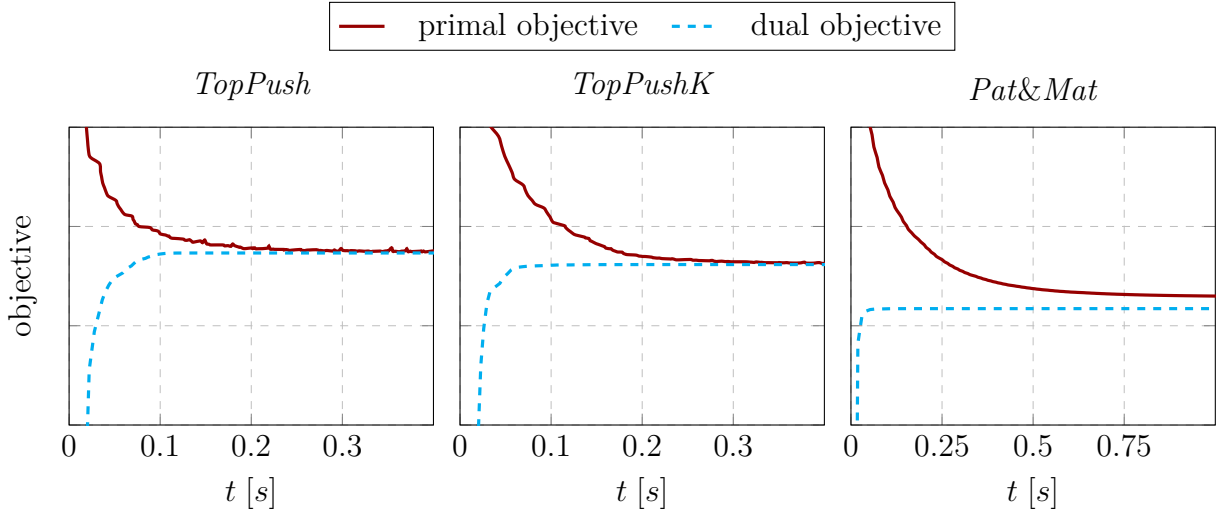 primal objective dual objective
TopPush TopPushK Pat&Mat
objective
0 0.1 0.2 0.3 0 0.1 0.2 0.3 0 0.25 0.5 0.75
t [s] t [s] t [s]